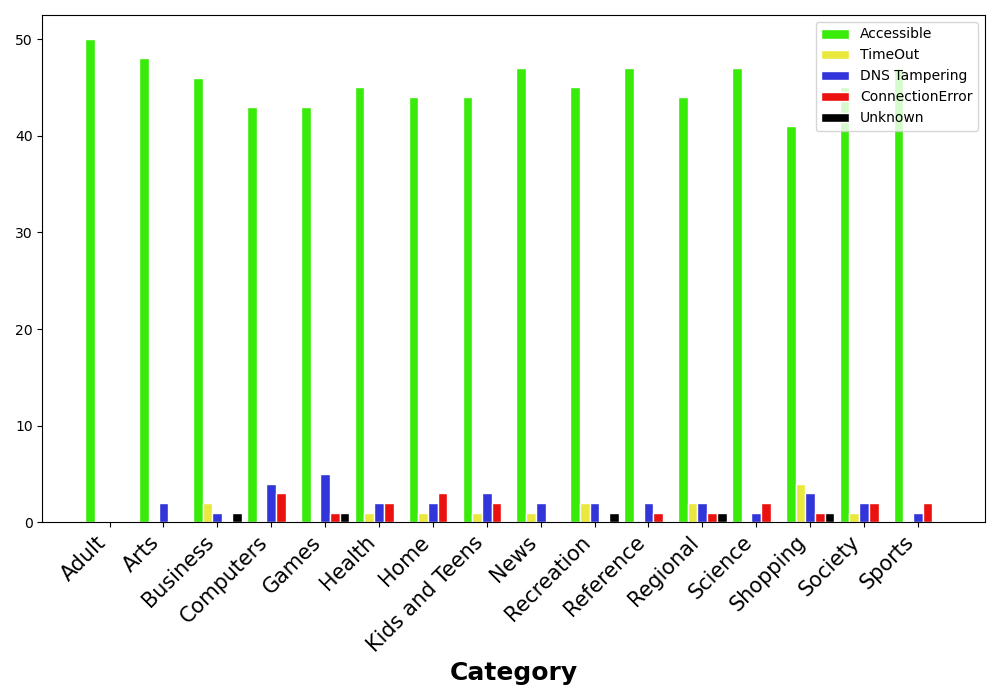 50
40
30
20
10
0
Accessible
TimeOut
DNS Tampering
ConnectionError
Unknown
Adult
Arts
Business
Computers
Games
Health
Home
Kids and Teens
News
Recreation
Reference
Regional
Science
Shopping
Society
Sports
Category